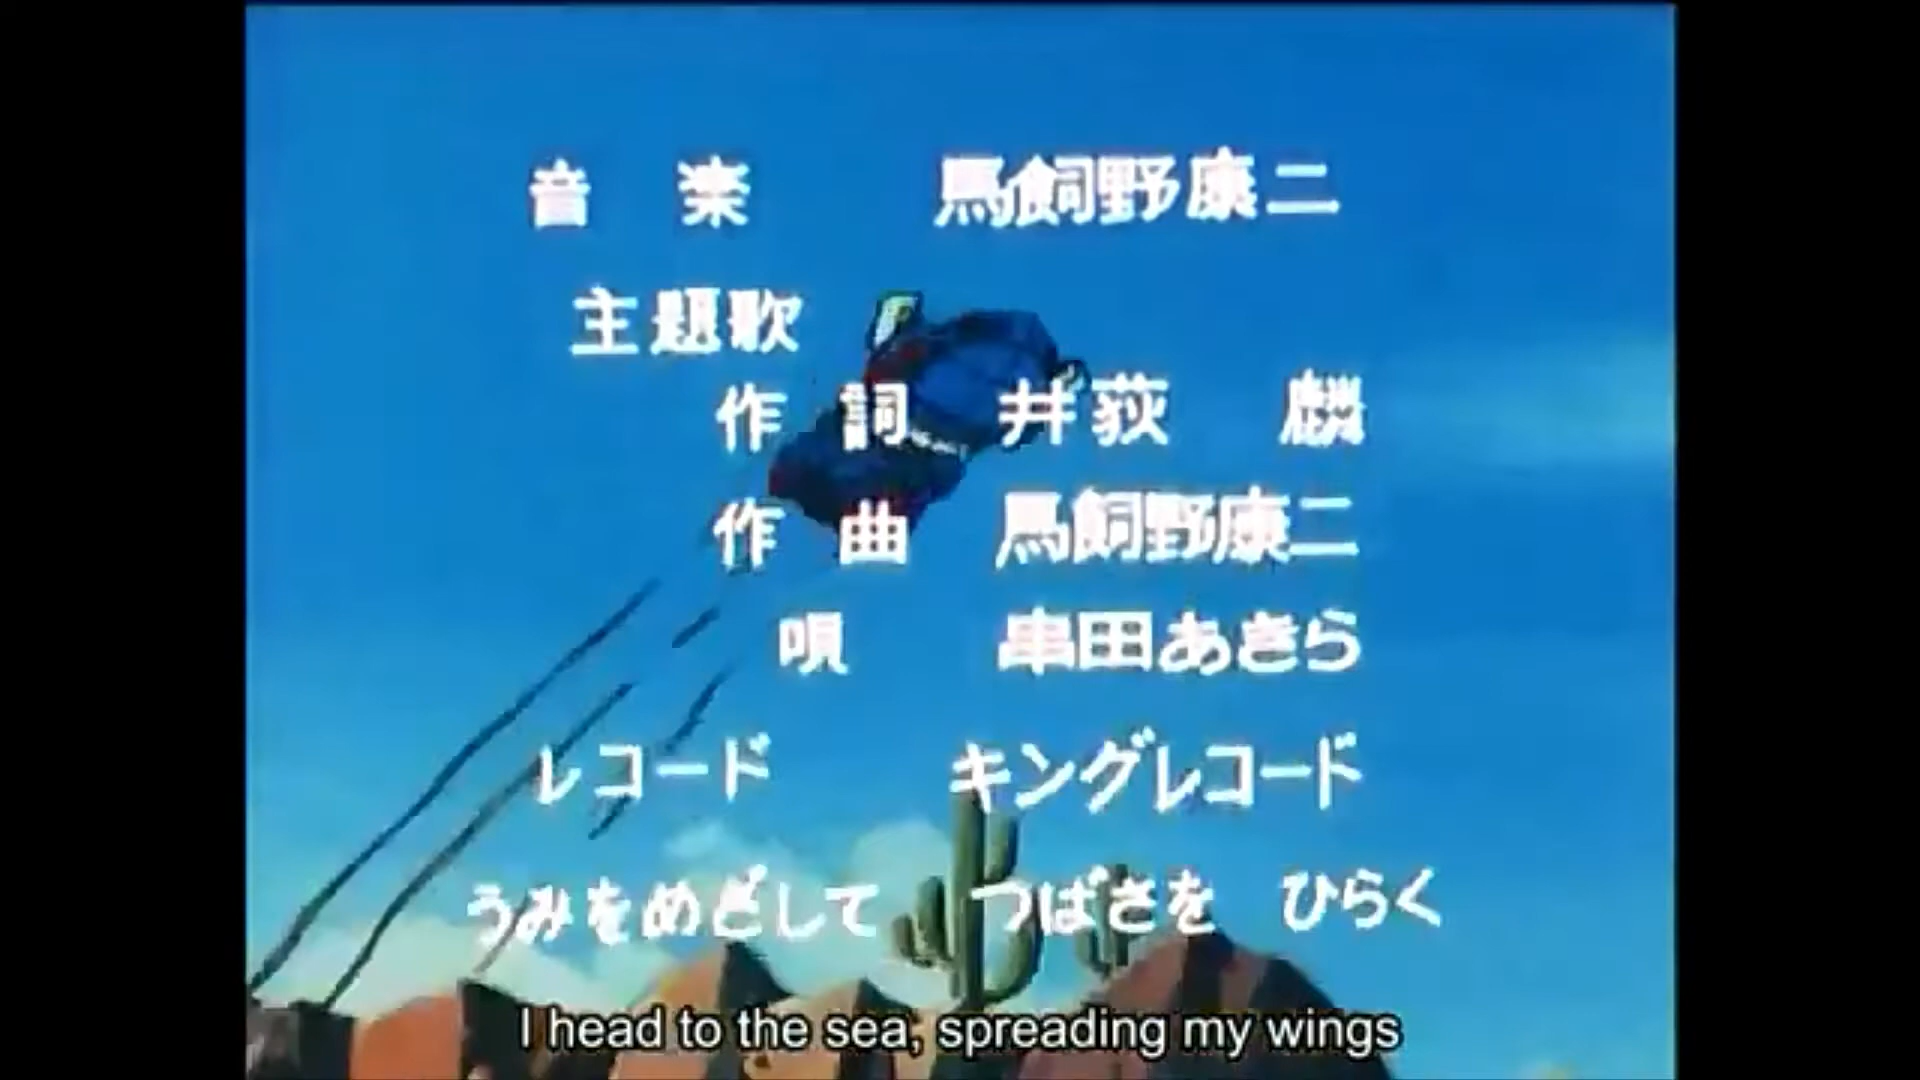 音楽 馬飼野康二
主題歌
作詞 井荻 麟
作曲 馬飼野康二
唄 串田あきら
レコード キングレコード
うみをめざして つばさを ひらく
I head to the sea, spreading my wings